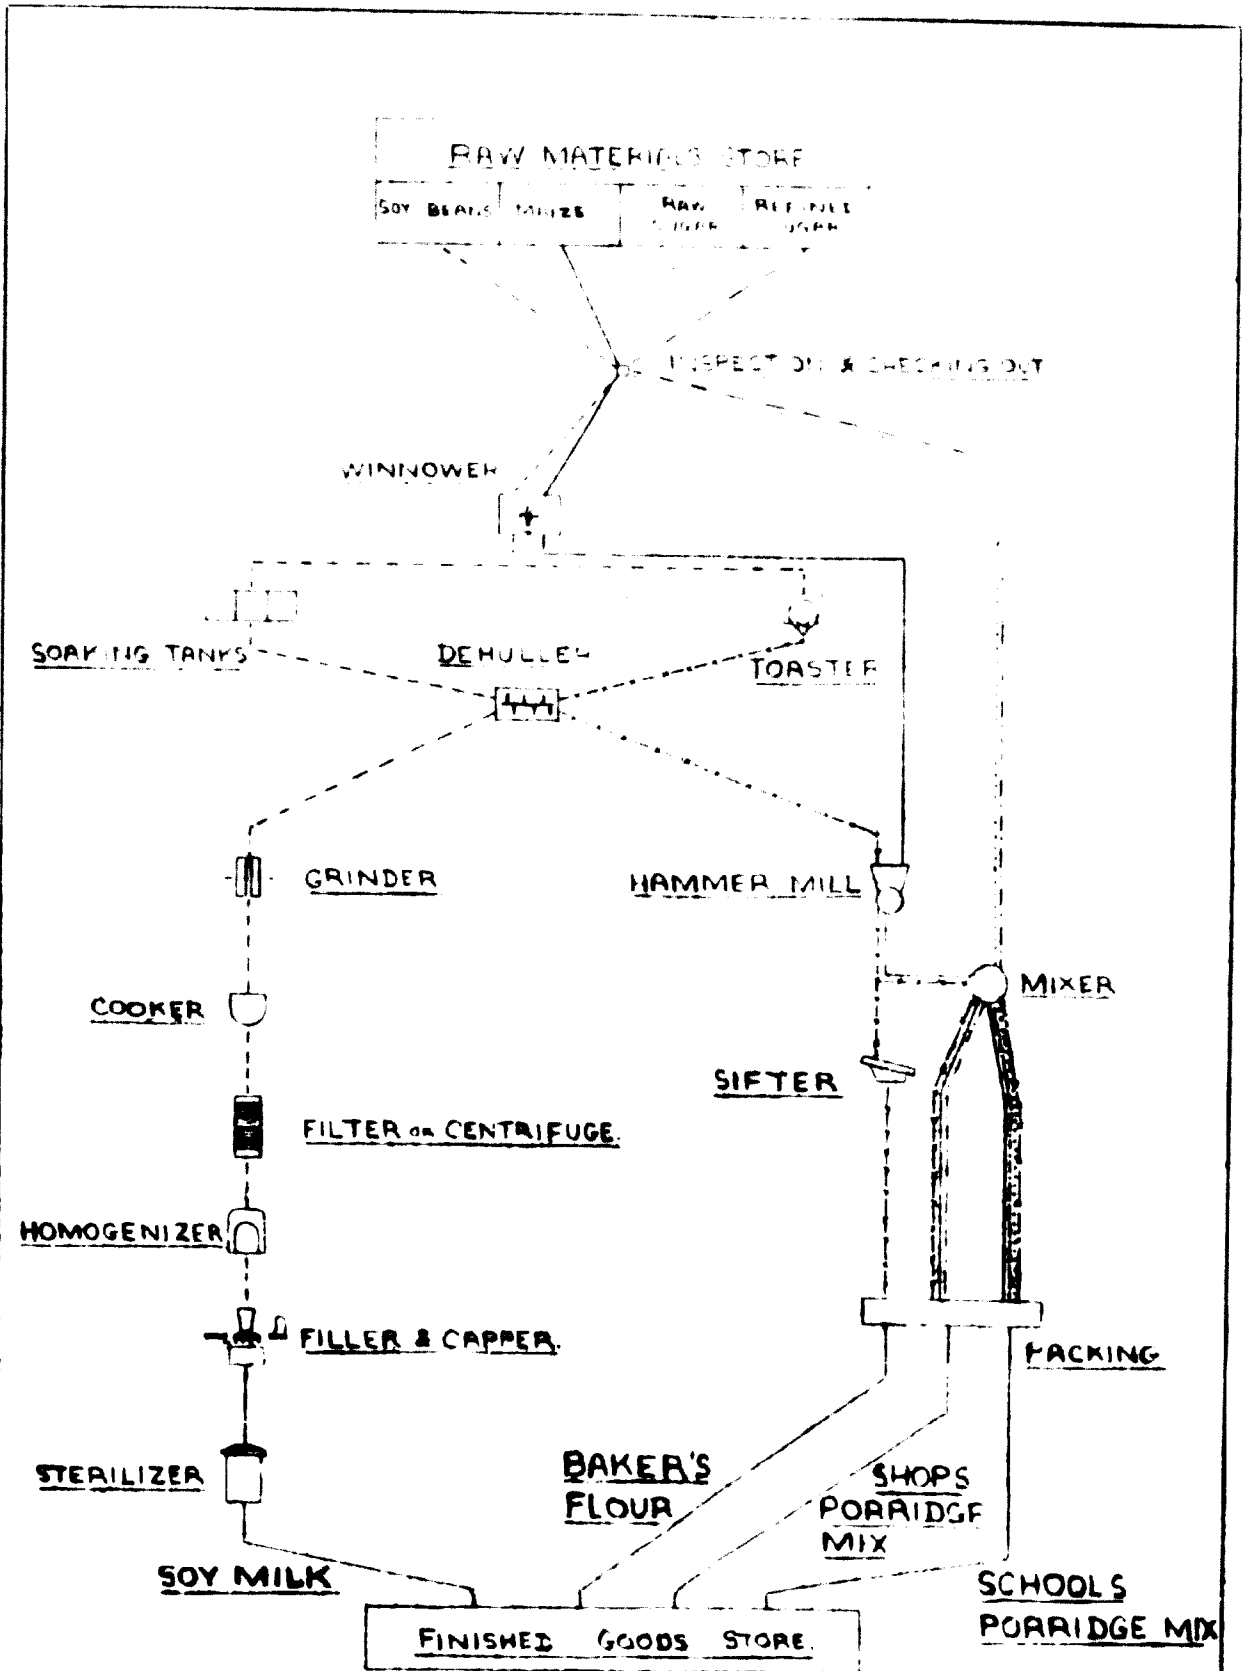 RAW MATERIALS STORE
SOY BEANS
MAIZE
RAW
SUGAR
REFINED
SUGAR
INSPECTION & CHECKING OUT
WINNOWER
SOAKING TANKS
DEHULLER
TOASTER
GRINDER
HAMMER MILL
COOKER
MIXER
SIFTER
FILTER OR CENTRIFUGE.
HOMOGENIZER
FILLER & CAPPER.
PACKING
STERILIZER
BAKER'S
FLOUR
SHOPS
PORRIDGE
MIX
SOY MILK
SCHOOLS
PORRIDGE MIX
FINISHED GOODS STORE.